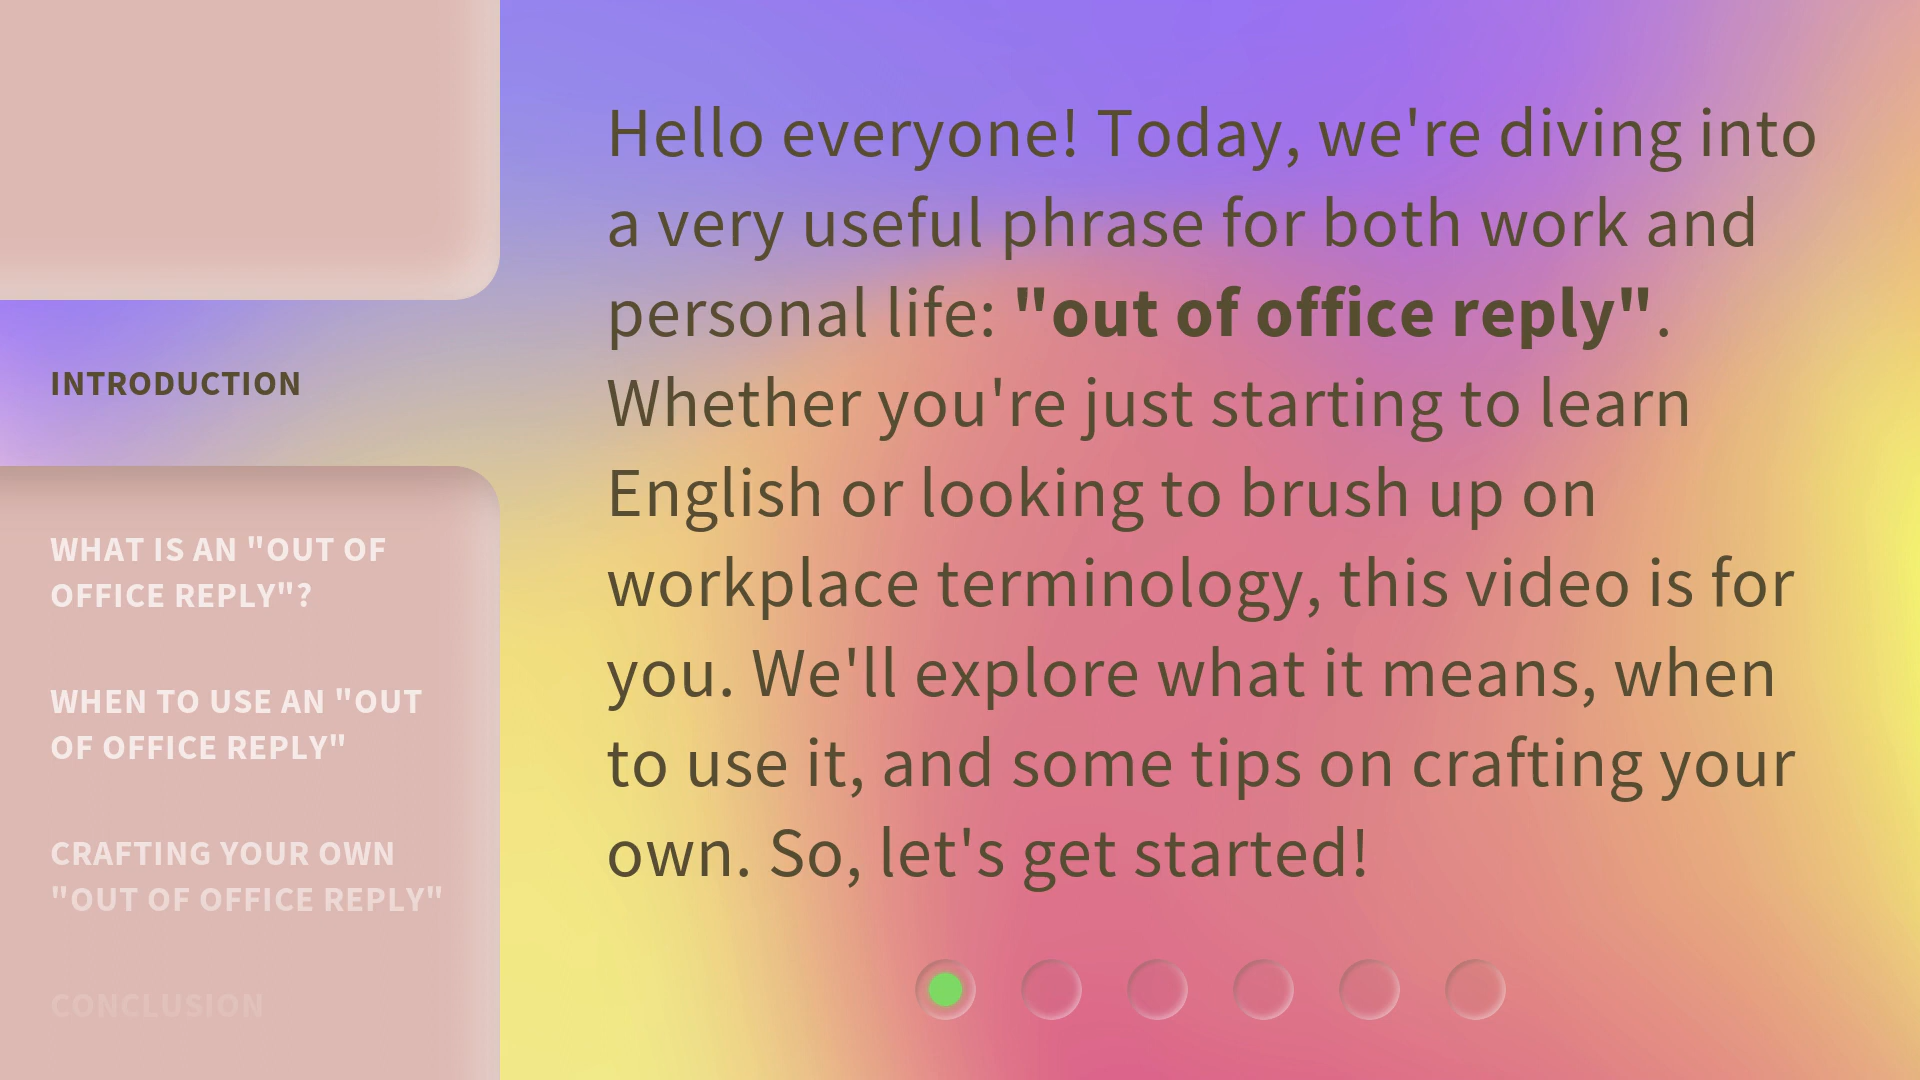 INTRODUCTION
WHAT IS AN "OUT OF
OFFICE REPLY"?
WHEN TO USE AN "OUT
OF OFFICE REPLY"
CRAFTING YOUR OWN
"OUT OF OFFICE REPLY"
CONCLUSION
Hello everyone! Today, we're diving into
a very useful phrase for both work and
personal life: "out of office reply".
Whether you're just starting to learn
English or looking to brush up on
workplace terminology, this video is for
you. We'll explore what it means, when
to use it, and some tips on crafting your
own. So, let's get started!